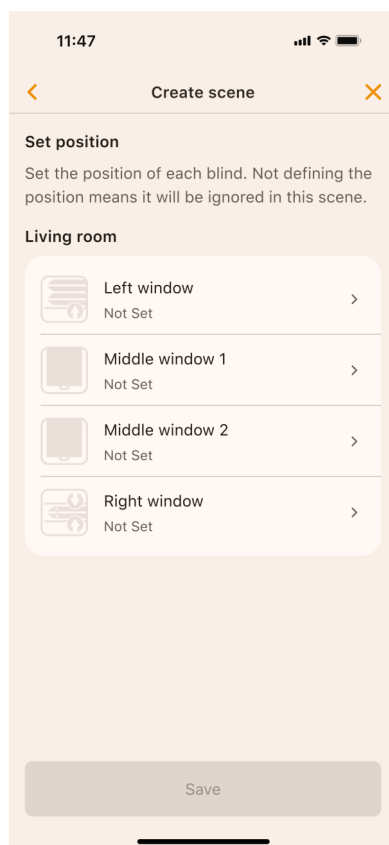 11:47
Create scene
Set position
Set the position of each blind. Not defining the
position means it will be ignored in this scene.
Living room
Left window
Not Set
Middle window 1
Not Set
Middle window 2
Not Set
Right window
Not Set
Save